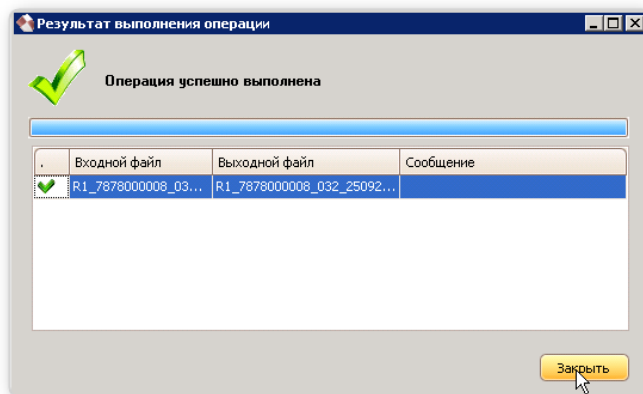 Результат выполнения операции
Операция успешно выполнена
. Входной файл Выходной файл Сообщение
R1_7878000008_03... R1_7878000008_032_25092...
Закрыть